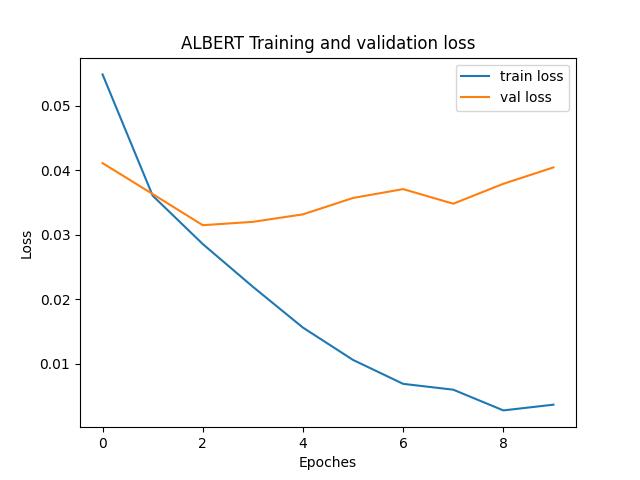 ALBERT Training and validation loss
train loss
val loss
0.05
0.04
0.03
0.02
0.01
Loss
0 2 4 6 8
Epoches